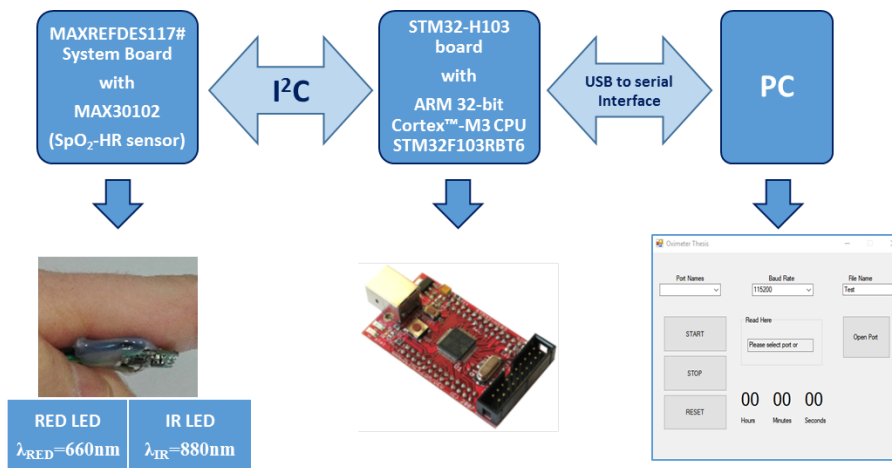 MAXREFDES117#
System Board
with
MAX30102
(SpO₂-HR sensor)
I²C
STM32-H103
board
with
ARM 32-bit
Cortex™-M3 CPU
STM32F103RBT6
USB to serial
Interface
PC
RED LED
λRED=660nm
IR LED
λIR=880nm
Oximeter Thesis
Port Names
Baud Rate
File Name
115200
Test
START
Read Here
Please select port or
Open Port
STOP
RESET
00 00 00
Hours Minutes Seconds